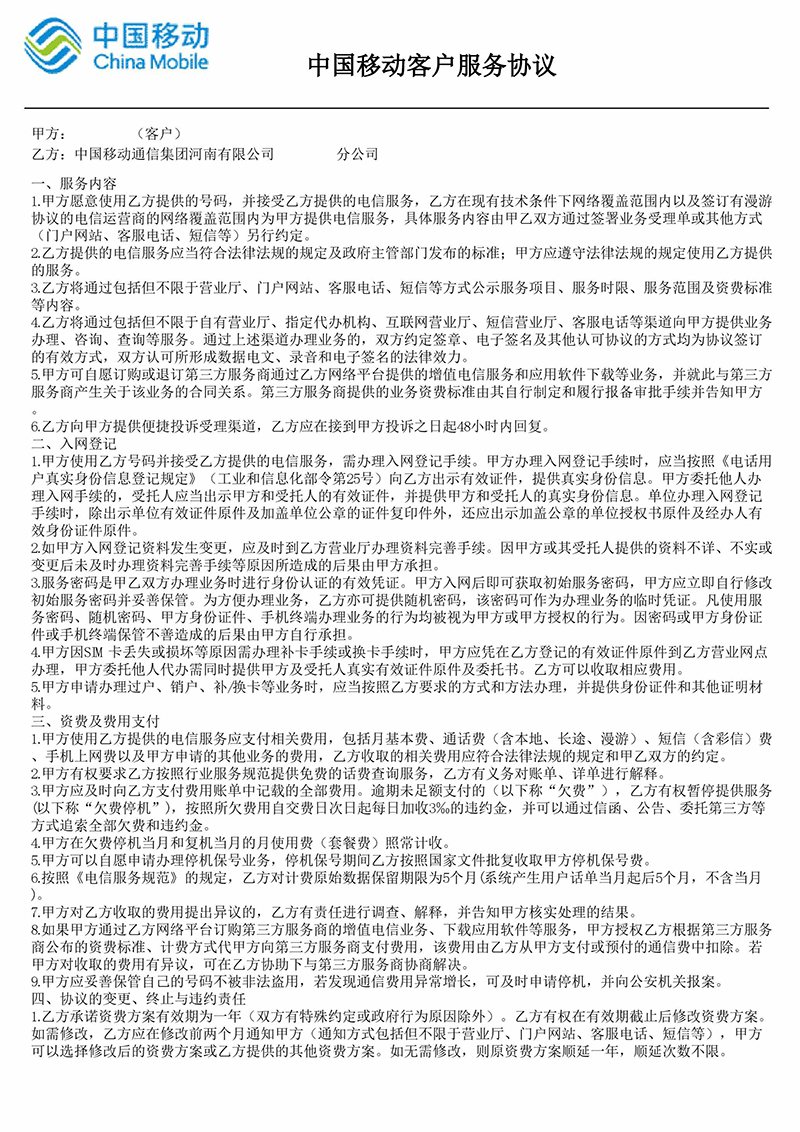 中国移动
China Mobile
中国移动客户服务协议
甲方： （客户）
乙方：中国移动通信集团河南有限公司 分公司
一、服务内容
1.甲方愿意使用乙方提供的号码，并接受乙方提供的电信服务，乙方在现有技术条件下网络覆盖范围内以及签订有漫游
协议的电信运营商的网络覆盖范围内为甲方提供电信服务，具体服务内容由甲乙双方通过签署业务受理单或其他方式
（门户网站、客服电话、短信等）另行约定。
2.乙方提供的电信服务应当符合法律法规的规定及政府主管部门发布的标准；甲方应遵守法律法规的规定使用乙方提供
的服务。
3.乙方将通过包括但不限于营业厅、门户网站、客服电话、短信等方式公示服务项目、服务时限、服务范围及资费标准
等内容。
4.乙方将通过包括但不限于自有营业厅、指定代办机构、互联网营业厅、短信营业厅、客服电话等渠道向甲方提供业务
办理、咨询、查询等服务。通过上述渠道办理业务的，双方约定签章、电子签名及其他认可协议的方式均为协议签订
的有效方式，双方认可所形成数据电文、录音和电子签名的法律效力。
5.甲方可自愿订购或退订第三方服务商通过乙方网络平台提供的增值电信服务和应用软件下载等业务，并就此与第三方
服务商产生关于该业务的合同关系。第三方服务商提供的业务资费标准由其自行制定和履行报备审批手续并告知甲方
。
6.乙方向甲方提供便捷投诉受理渠道，乙方应在接到甲方投诉之日起48小时内回复。
二、入网登记
1.甲方使用乙方号码并接受乙方提供的电信服务，需办理入网登记手续。甲方办理入网登记手续时，应当按照《电话用
户真实身份信息登记规定》（工业和信息化部令第25号）向乙方出示有效证件，提供真实身份信息。甲方委托他人办
理入网手续的，受托人应当出示甲方和受托人的有效证件，并提供甲方和受托人的真实身份信息。单位办理入网登记
手续时，除出示单位有效证件原件及加盖单位公章的证件复印件外，还应出示加盖公章的单位授权书原件及经办人有
效身份证件原件。
2.如甲方入网登记资料发生变更，应及时到乙方营业厅办理资料完善手续。因甲方或其受托人提供的资料不详、不实或
变更后未及时办理资料完善手续等原因所造成的后果由甲方承担。
3.服务密码是甲乙双方办理业务时进行身份认证的有效凭证。甲方入网后即可获取初始服务密码，甲方应立即自行修改
初始服务密码并妥善保管。为方便办理业务，乙方亦可提供随机密码，该密码可作为办理业务的临时凭证。凡使用服
务密码、随机密码、甲方身份证件、手机终端办理业务的行为均被视为甲方或甲方授权的行为。因密码或甲方身份证
件或手机终端保管不善造成的后果由甲方自行承担。
4.甲方因SIM 卡丢失或损坏等原因需办理补卡手续或换卡手续时，甲方应凭在乙方登记的有效证件原件到乙方营业网点
办理，甲方委托他人代办需同时提供甲方及受托人真实有效证件原件及委托书。乙方可以收取相应费用。
5.甲方申请办理过户、销户、补/换卡等业务时，应当按照乙方要求的方式和方法办理，并提供身份证件和其他证明材
料。
三、资费及费用支付
1.甲方使用乙方提供的电信服务应支付相关费用，包括月基本费、通话费（含本地、长途、漫游）、短信（含彩信）费
、手机上网费以及甲方申请的其他业务的费用，乙方收取的相关费用应符合法律法规的规定和甲乙双方的约定。
2.甲方有权要求乙方按照行业服务规范提供免费的话费查询服务，乙方有义务对账单、详单进行解释。
3.甲方应及时向乙方支付费用账单中记载的全部费用。逾期未足额支付的（以下称“欠费”），乙方有权暂停提供服务
(以下称“欠费停机”)，按照所欠费用自交费日次日起每日加收3‰的违约金，并可以通过信函、公告、委托第三方等
方式追索全部欠费和违约金。
4.甲方在欠费停机当月和复机当月的月使用费（套餐费）照常计收。
5.甲方可以自愿申请办理停机保号业务，停机保号期间乙方按照国家文件批复收取甲方停机保号费。
6.按照《电信服务规范》的规定，乙方对计费原始数据保留期限为5个月(系统产生用户话单当月起后5个月，不含当月
)。
7.甲方对乙方收取的费用提出异议的，乙方有责任进行调查、解释，并告知甲方核实处理的结果。
8.如果甲方通过乙方网络平台订购第三方服务商的增值电信业务、下载应用软件等服务，甲方授权乙方根据第三方服务
商公布的资费标准、计费方式代甲方向第三方服务商支付费用，该费用由乙方从甲方支付或预付的通信费中扣除。若
甲方对收取的费用有异议，可在乙方协助下与第三方服务商协商解决。
9.甲方应妥善保管自己的号码不被非法盗用，若发现通信费用异常增长，可及时申请停机，并向公安机关报案。
四、协议的变更、终止与违约责任
1.乙方承诺资费方案有效期为一年（双方有特殊约定或政府行为原因除外）。乙方有权在有效期截止后修改资费方案。
如需修改，乙方应在修改前两个月通知甲方（通知方式包括但不限于营业厅、门户网站、客服电话、短信等），甲方
可以选择修改后的资费方案或乙方提供的其他资费方案。如无需修改，则原资费方案顺延一年，顺延次数不限。